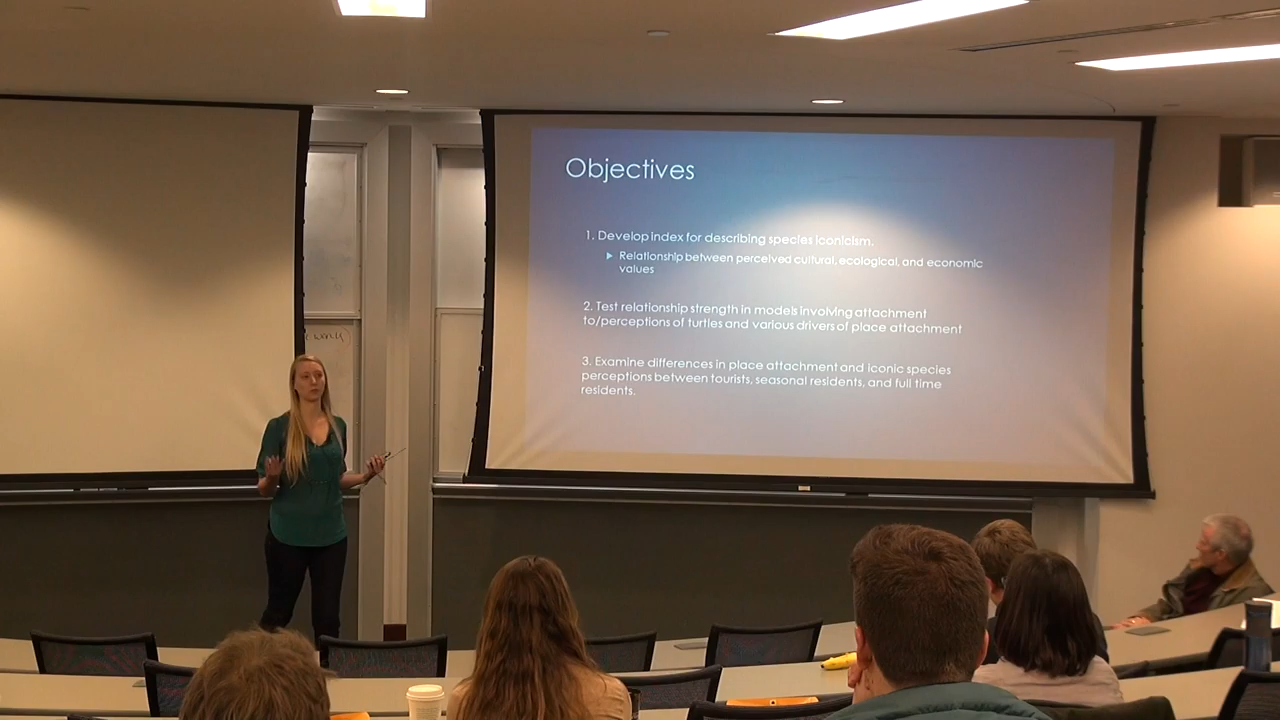 Objectives
1. Develop index for describing species iconicism.
Relationship between perceived cultural, ecological, and economic
values
2. Test relationship strength in models involving attachment
to/perceptions of turtles and various drivers of place attachment
3. Examine differences in place attachment and iconic species
perceptions between tourists, seasonal residents, and full time
residents.